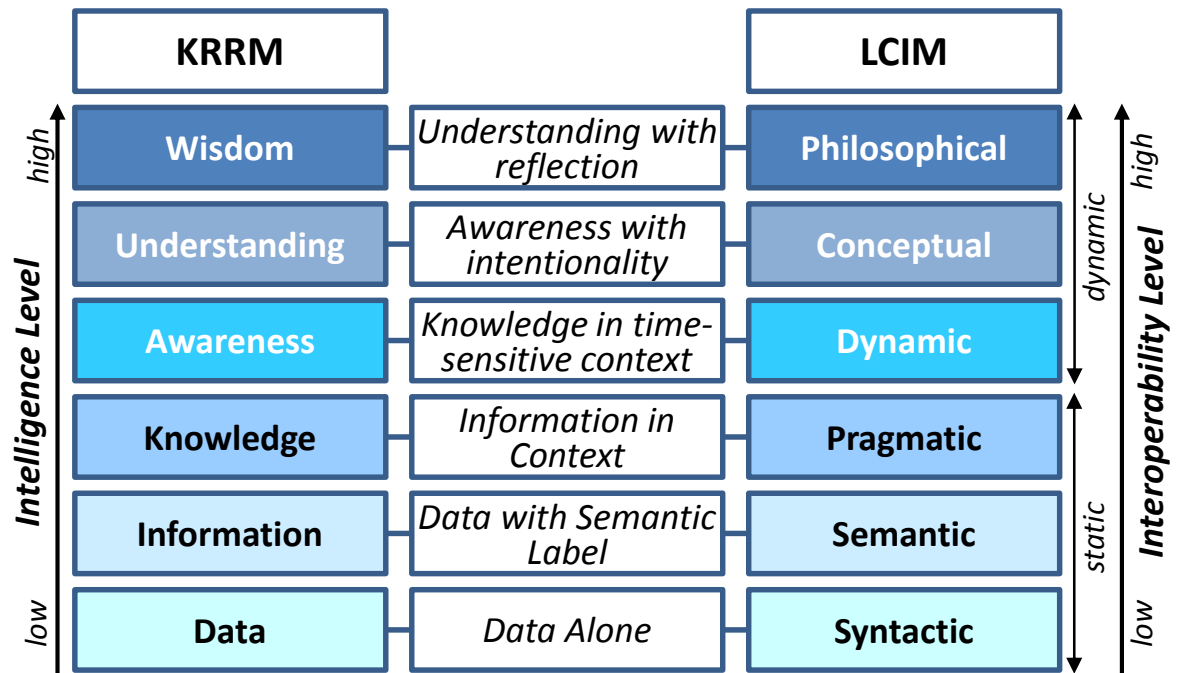 KRRM
LCIM
high
Intelligence Level
low
Wisdom
Understanding with
reflection
Philosophical
Understanding
Awareness with
intentionality
Conceptual
Awareness
Knowledge in time-
sensitive context
Dynamic
Knowledge
Information in
Context
Pragmatic
Information
Data with Semantic
Label
Semantic
Data
Data Alone
Syntactic
dynamic
static
high
Interoperability Level
low